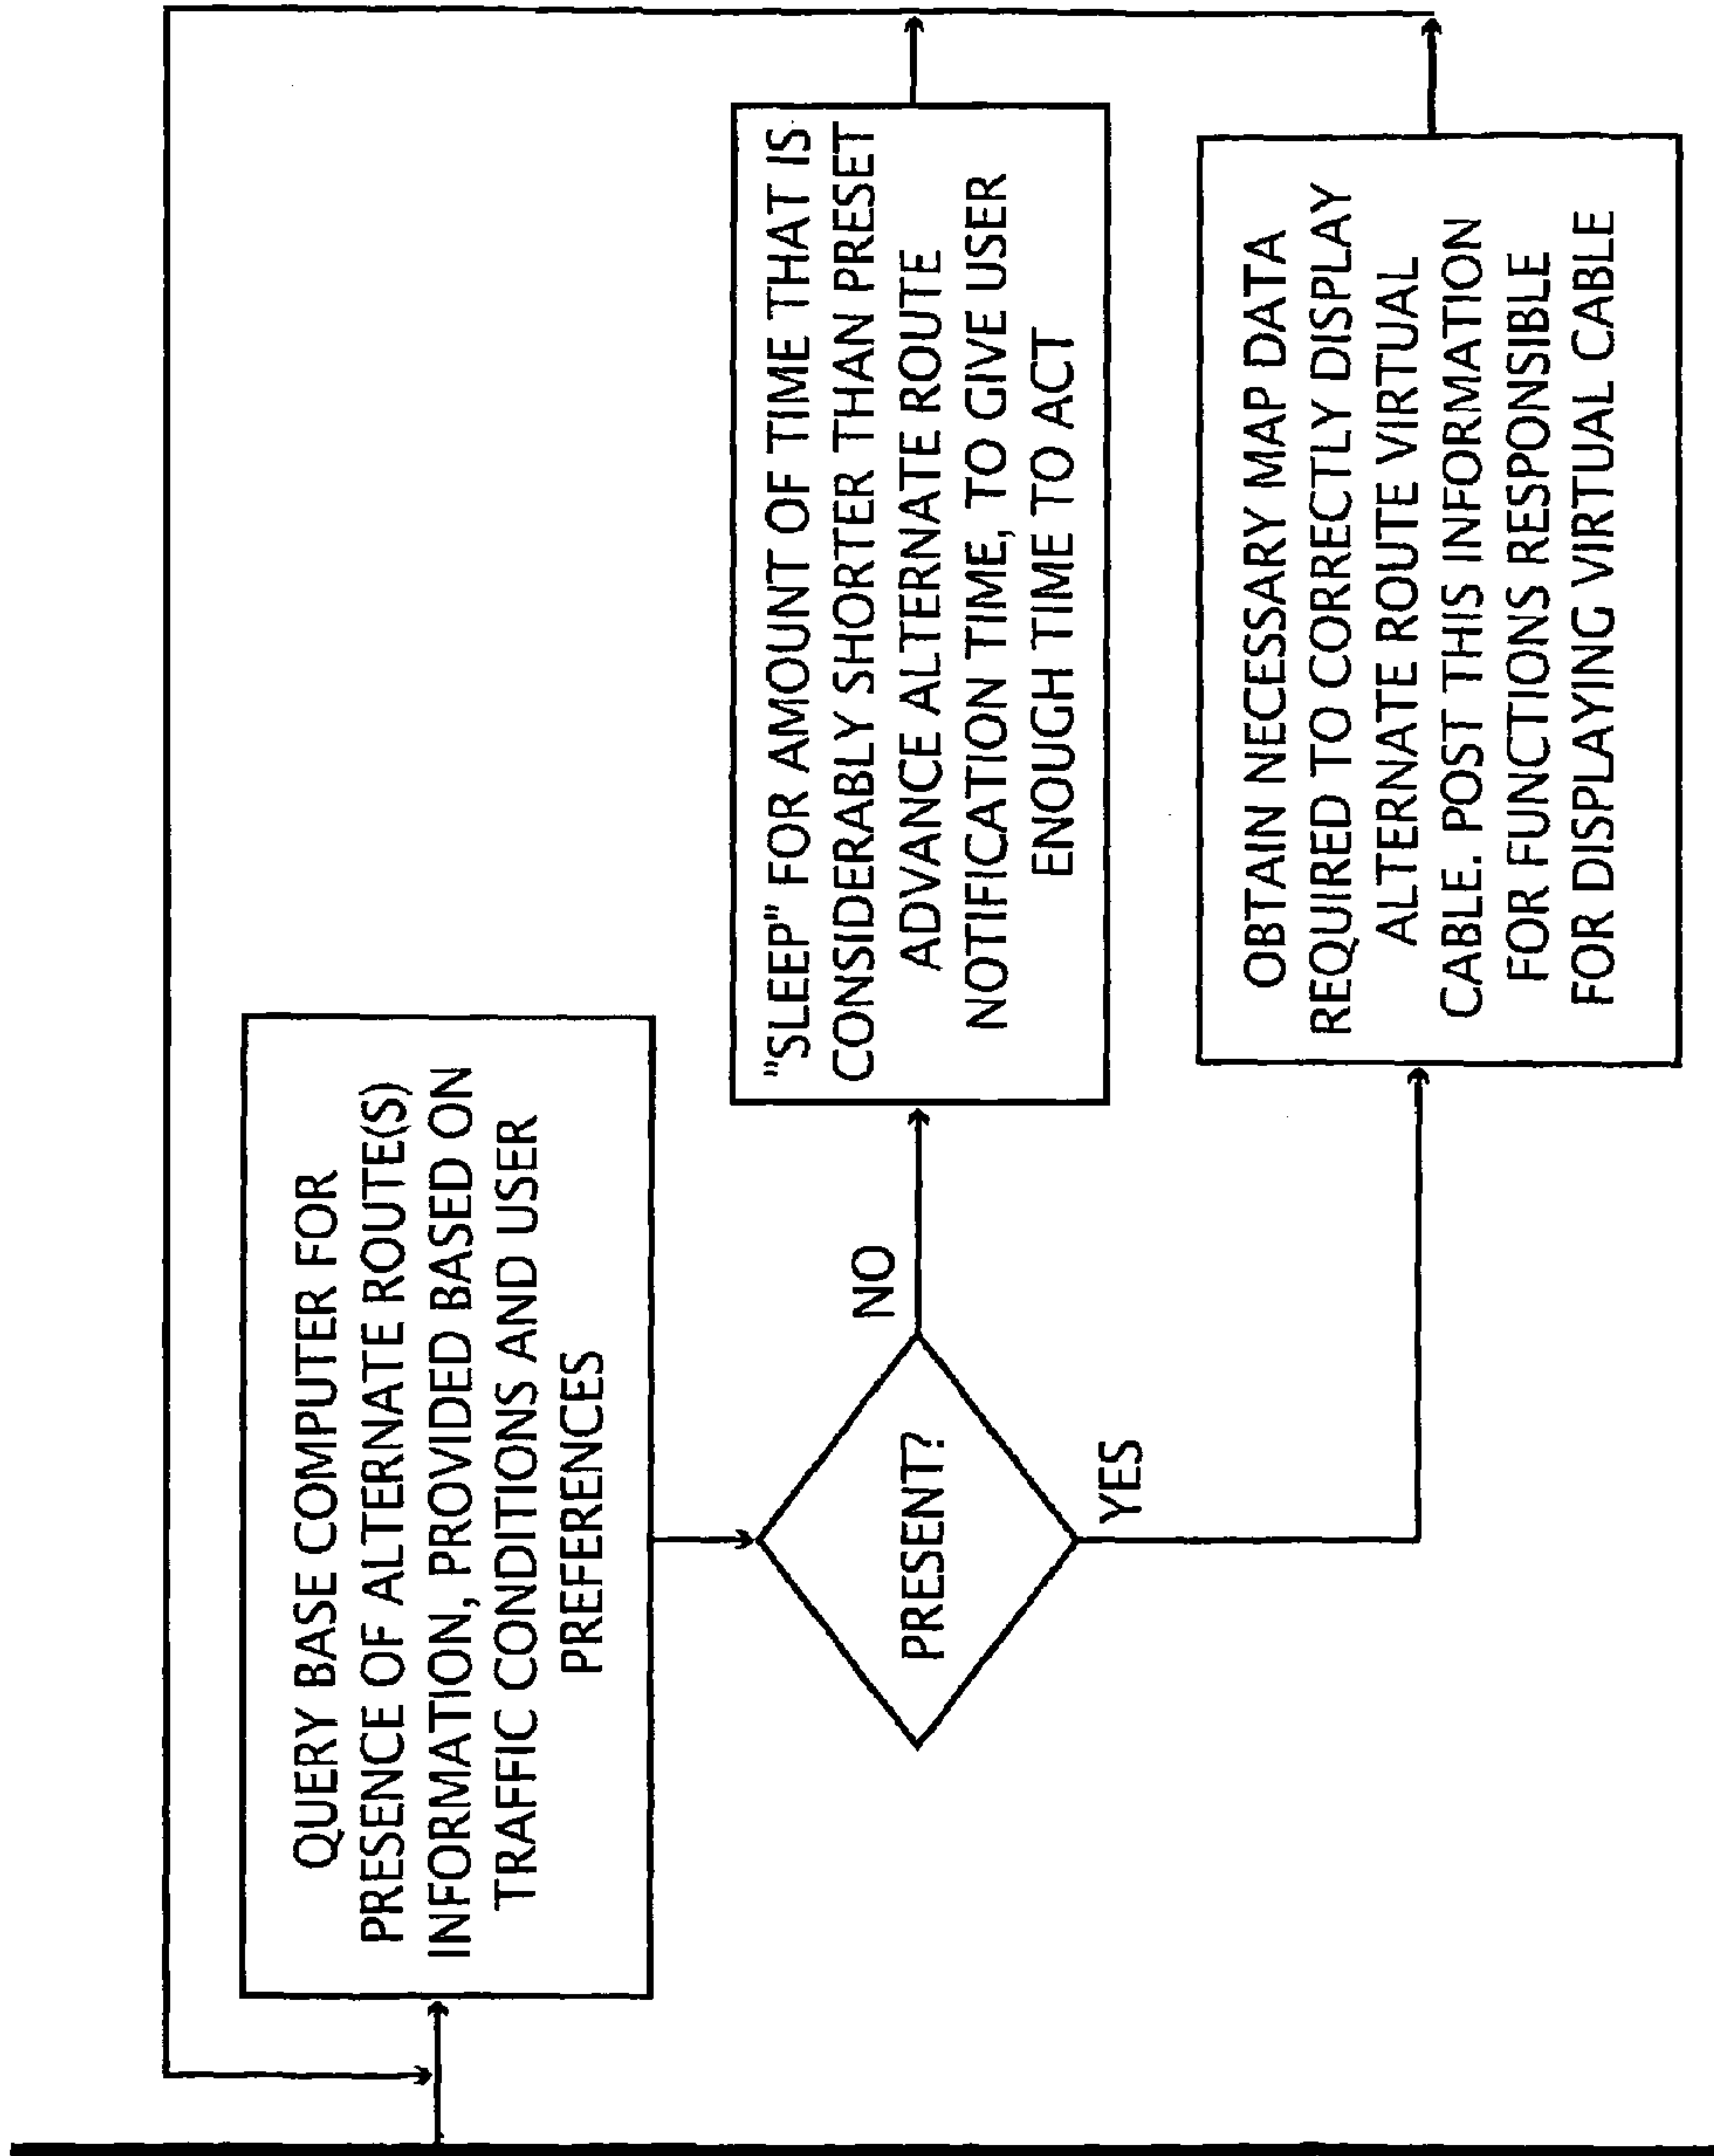 QUERY BASE COMPUTER FOR
PRESENCE OF ALTERNATE ROUTE(S)
INFORMATION, PROVIDED BASED ON
TRAFFIC CONDITIONS AND USER
PREFERENCES
PRESENT?
NO
YES
"SLEEP" FOR AMOUNT OF TIME THAT IS
CONSIDERABLY SHORTER THAN PRESET
ADVANCE ALTERNATE ROUTE
NOTIFICATION TIME, TO GIVE USER
ENOUGH TIME TO ACT
OBTAIN NECESSARY MAP DATA
REQUIRED TO CORRECTLY DISPLAY
ALTERNATE ROUTE VIRTUAL
CABLE. POST THIS INFORMATION
FOR FUNCTIONS RESPONSIBLE
FOR DISPLAYING VIRTUAL CABLE